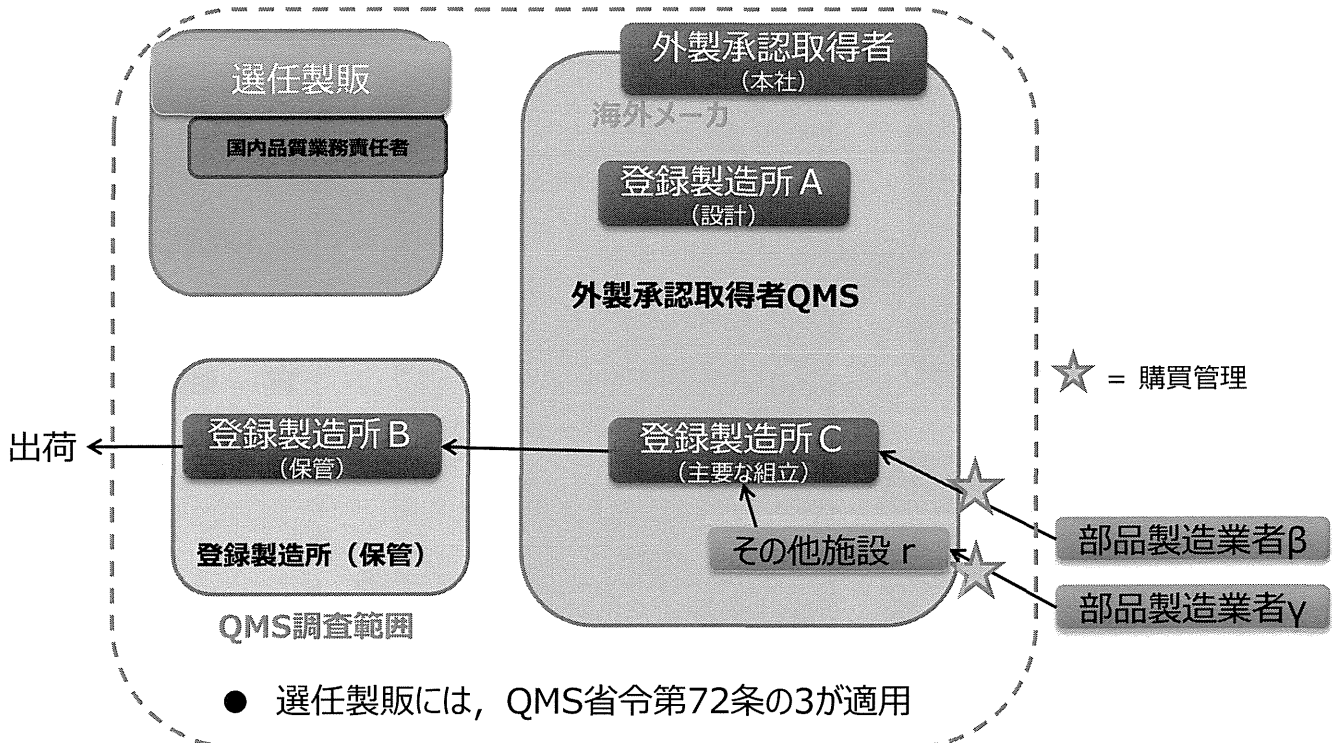 選任製販
国内品質業務責任者
外製承認取得者
(本社)
海外メーカ
登録製造所A
(設計)
外製承認取得者QMS
☆ = 購買管理
出荷
登録製造所B
(保管)
登録製造所C
(主要な組立)
その他施設 r
登録製造所(保管)
QMS調査範囲
部品製造業者β
部品製造業者γ
● 選任製販には,QMS省令第72条の3が適用